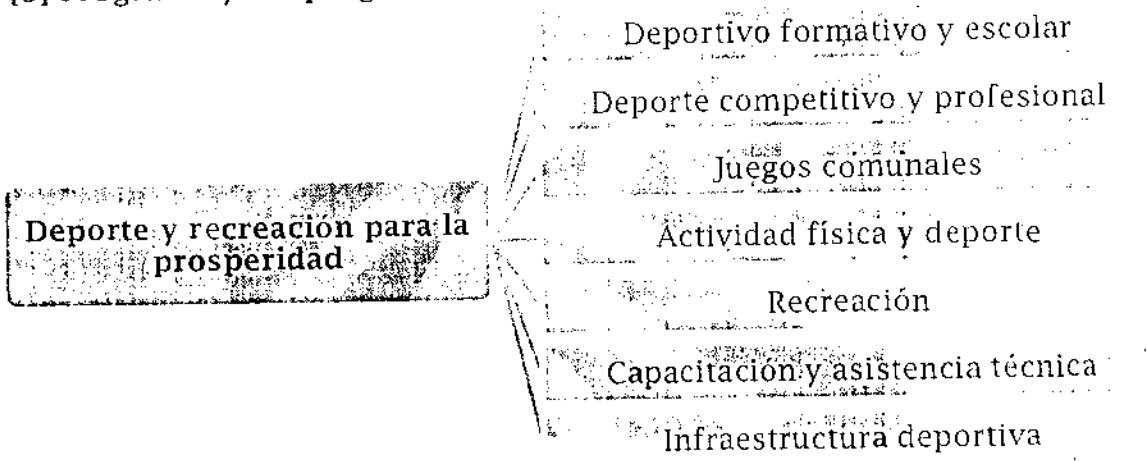 Deportivo formativo y escolar
Deporte competitivo y profesional
Juegos comunales
Deporte y recreación para la
prosperidad
Actividad física y deporte
Recreación
Capacitación y asistencia técnica
Infraestructura deportiva